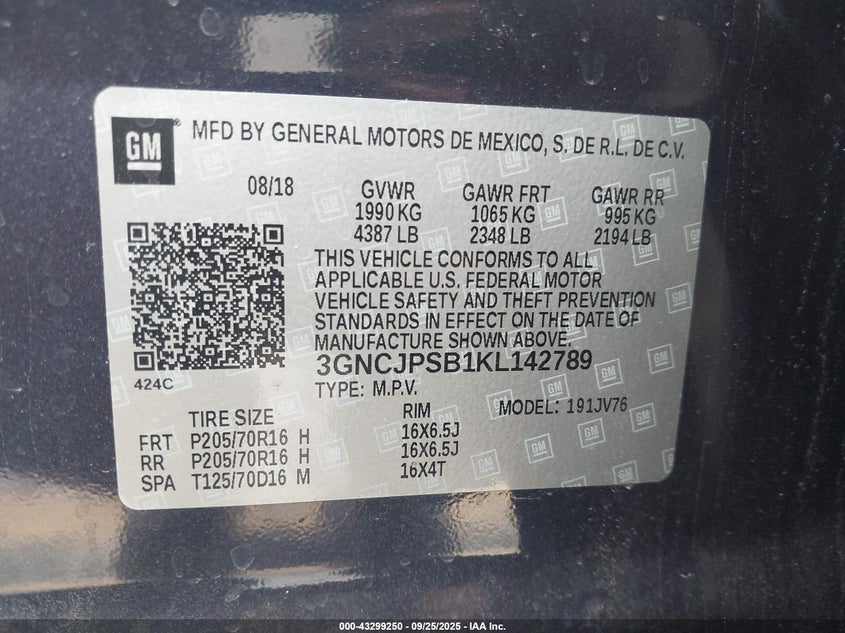 GM ® MFD BY GENERAL MOTORS DE MEXICO, S. DE R.L. DE C.V.
08/18 GVWR GAWR FRT GAWR RR
1990 KG 1065 KG 995 KG
4387 LB 2348 LB 2194 LB
THIS VEHICLE CONFORMS TO ALL
APPLICABLE U.S. FEDERAL MOTOR
VEHICLE SAFETY AND THEFT PREVENTION
STANDARDS IN EFFECT ON THE DATE OF
MANUFACTURE SHOWN ABOVE.
3GNCJPSB1KL142789
424C TYPE: M.P.V.
TIRE SIZE RIM MODEL: 191JV76
FRT P205/70R16 H 16X6.5J
RR P205/70R16 H 16X6.5J
SPA T125/70D16 M 16X4T
000-43299250 - 09/25/2025 - IAA Inc.